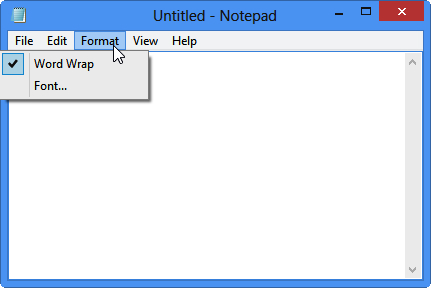 Untitled - Notepad
File Edit Format View Help
Word Wrap
Font...